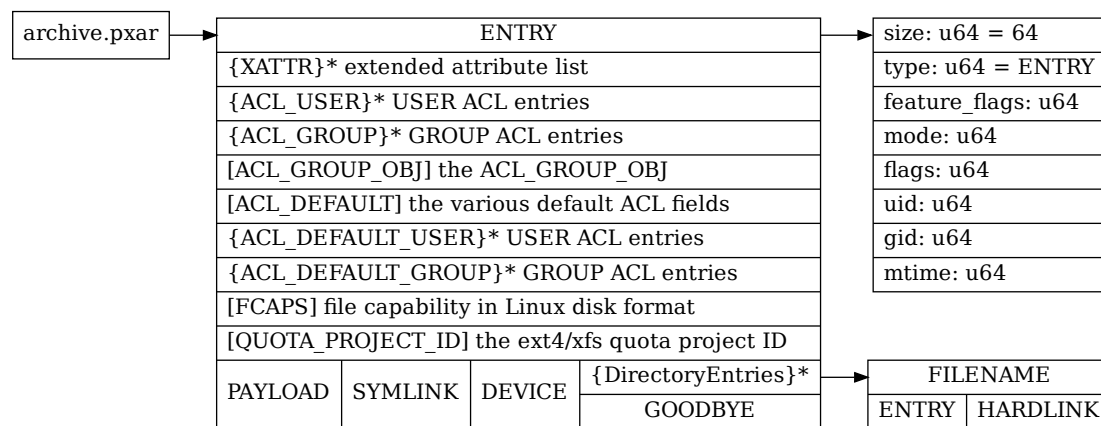 archive.pxar
ENTRY
{XATTR}* extended attribute list
{ACL_USER}* USER ACL entries
{ACL_GROUP}* GROUP ACL entries
[ACL_GROUP_OBJ] the ACL_GROUP_OBJ
[ACL_DEFAULT] the various default ACL fields
{ACL_DEFAULT_USER}* USER ACL entries
{ACL_DEFAULT_GROUP}* GROUP ACL entries
[FCAPS] file capability in Linux disk format
[QUOTA_PROJECT_ID] the ext4/xfs quota project ID
PAYLOAD
SYMLINK
DEVICE
{DirectoryEntries}*
GOODBYE
size: u64 = 64
type: u64 = ENTRY
feature_flags: u64
mode: u64
flags: u64
uid: u64
gid: u64
mtime: u64
FILENAME
ENTRY
HARDLINK